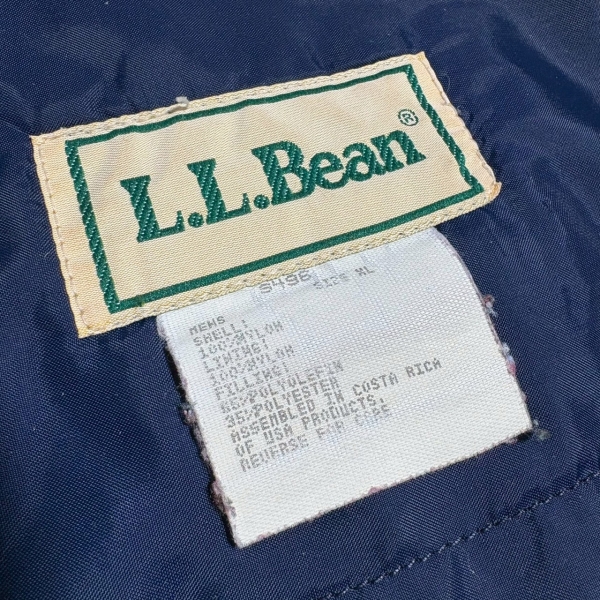 L.L.Bean®
S496
SIZE XL
MENS
SHELL:
100%NYLON
LINING:
100%NYLON
FILLING:
65%POLYOLEFIN
35%POLYESTER
ASSEMBLED IN COSTA RICA
OF USA PRODUCTS.
REVERSE FOR CARE